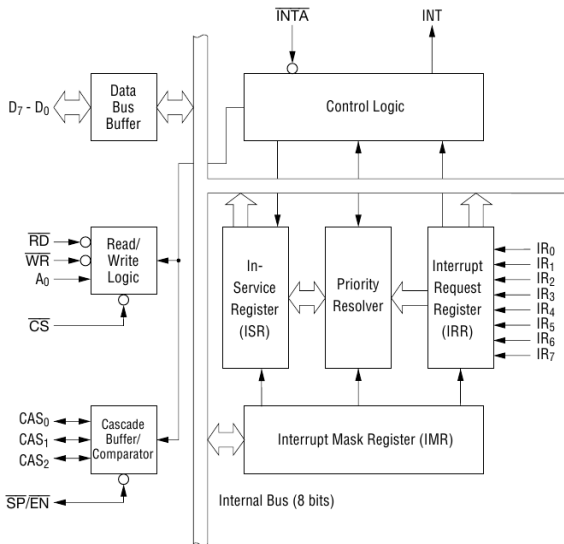 INTA
INT
D7 - D0
Data
Bus
Buffer
Control Logic
RD
WR
A0
CS
Read/
Write
Logic
In-
Service
Register
(ISR)
Priority
Resolver
Interrupt
Request
Register
(IRR)
IR0
IR1
IR2
IR3
IR4
IR5
IR6
IR7
CAS0
CAS1
CAS2
Cascade
Buffer/
Comparator
SP/EN
Interrupt Mask Register (IMR)
Internal Bus (8 bits)